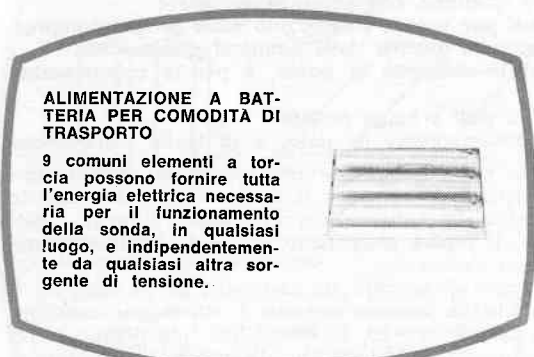 ALIMENTAZIONE A BAT-
TERIA PER COMODITÀ DI
TRASPORTO
9 comuni elementi a tor-
cia possono fornire tutta
l'energia elettrica necessa-
ria per il funzionamento
della sonda, in qualsiasi
luogo, e indipendentemen-
te da qualsiasi altra sor-
gente di tensione.